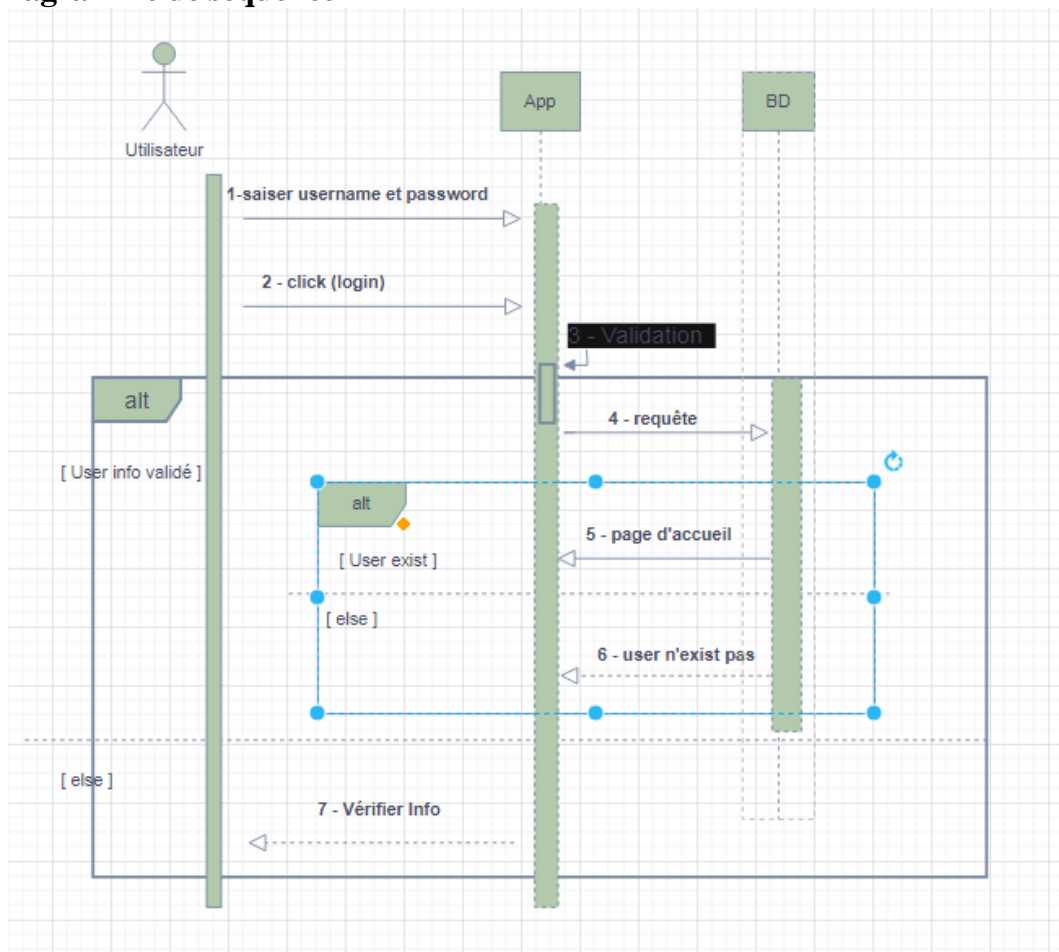 App
BD
Utilisateur
1-saiser username et password
2 - click (login)
3 - Validation
alt
4 - requête
[ User info validé ]
alt
5 - page d'accueil
[ User exist ]
[ else ]
6 - user n'exist pas
[ else ]
7 - Vérifier Info